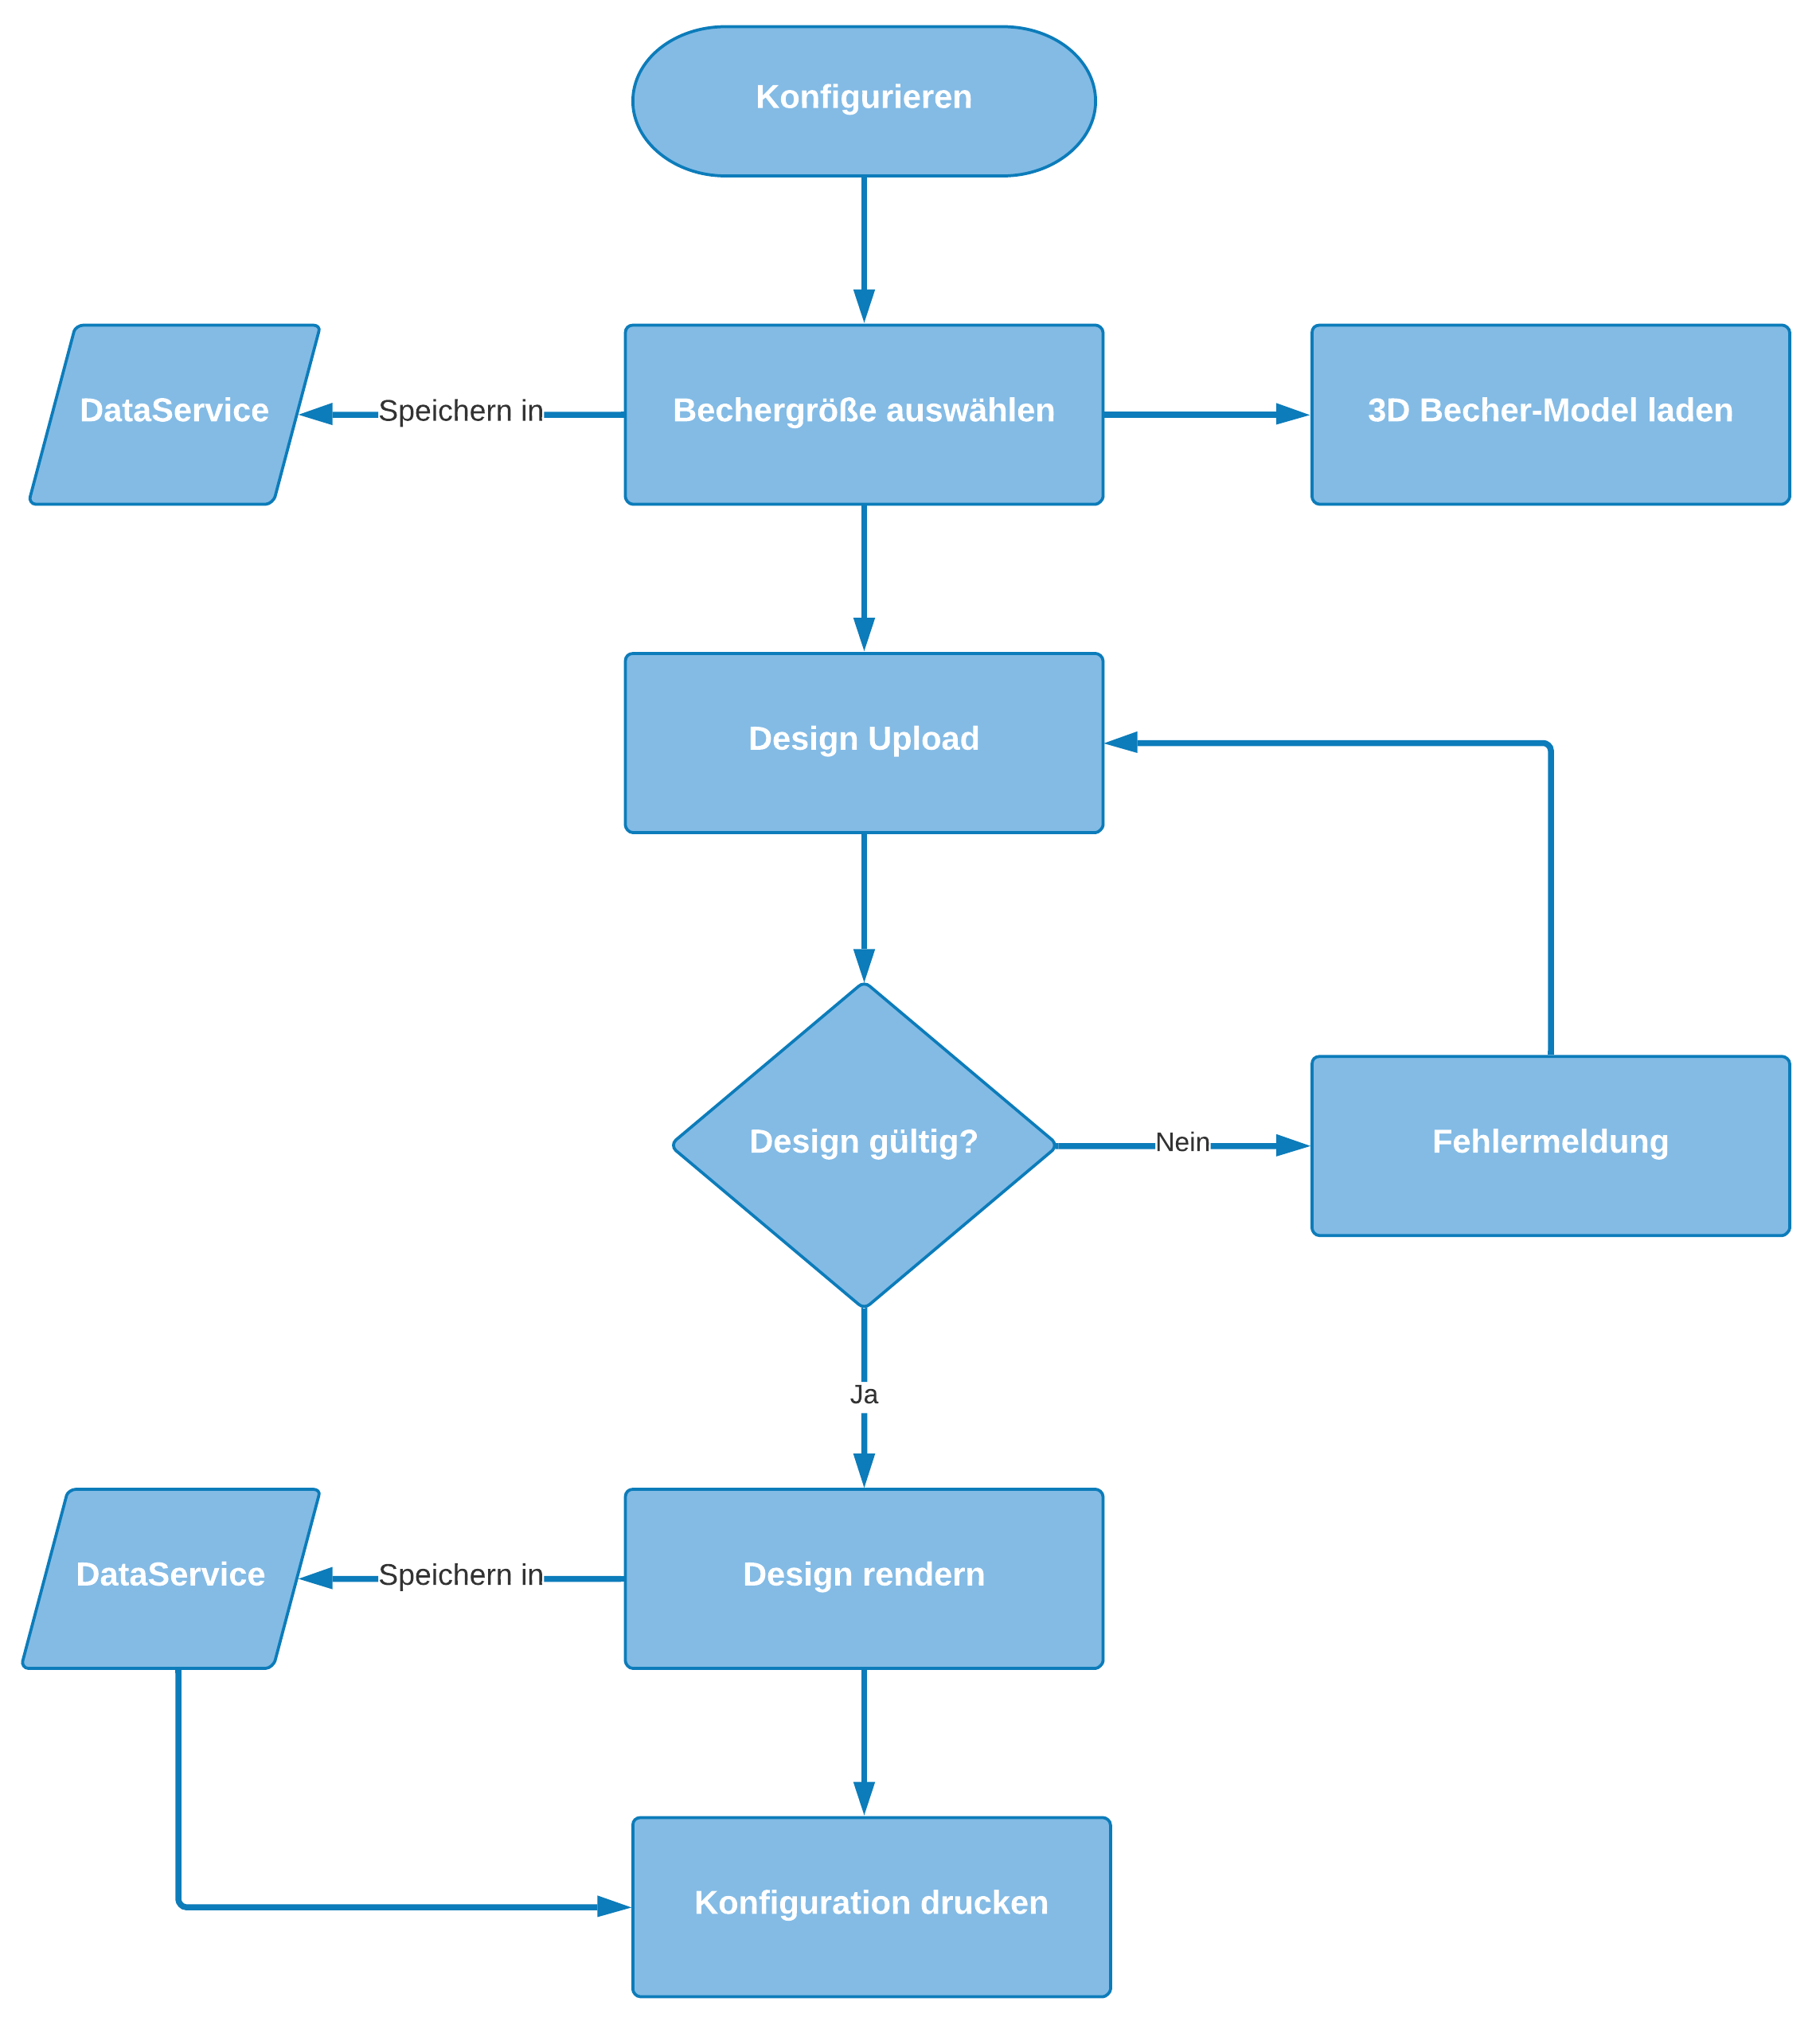 Konfigurieren
DataService
Speichern in
Bechergröße auswählen
3D Becher-Model laden
Design Upload
Design gültig?
Nein
Fehlermeldung
Ja
DataService
Speichern in
Design rendern
Konfiguration drucken